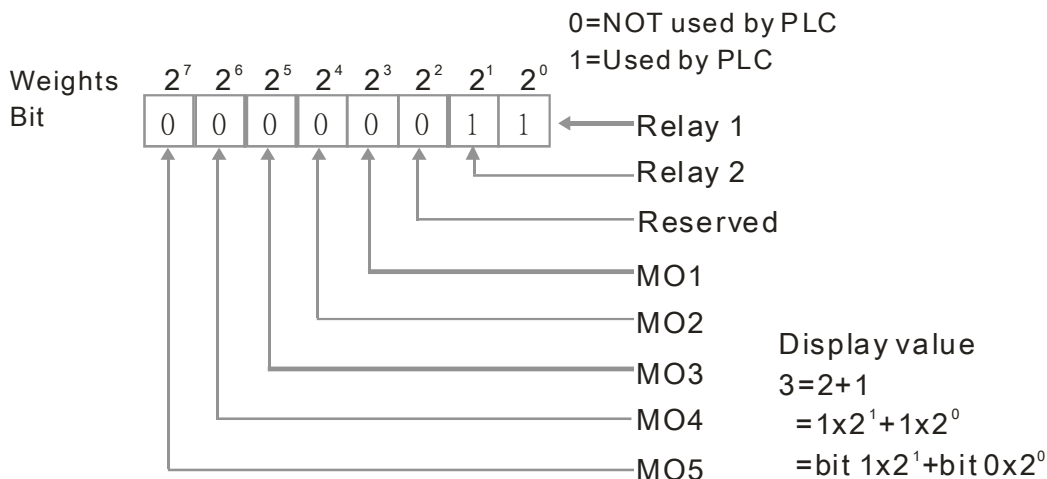 0=NOT used by PLC
1=Used by PLC
Weights 2⁷ 2⁶ 2⁵ 2⁴ 2³ 2² 2¹ 2⁰
Bit 0 0 0 0 0 0 1 1
Relay 1
Relay 2
Reserved
MO1
MO2
MO3
MO4
MO5
Display value
3=2+1
=1x2¹+1x2⁰
=bit 1x2¹+bit 0x2⁰